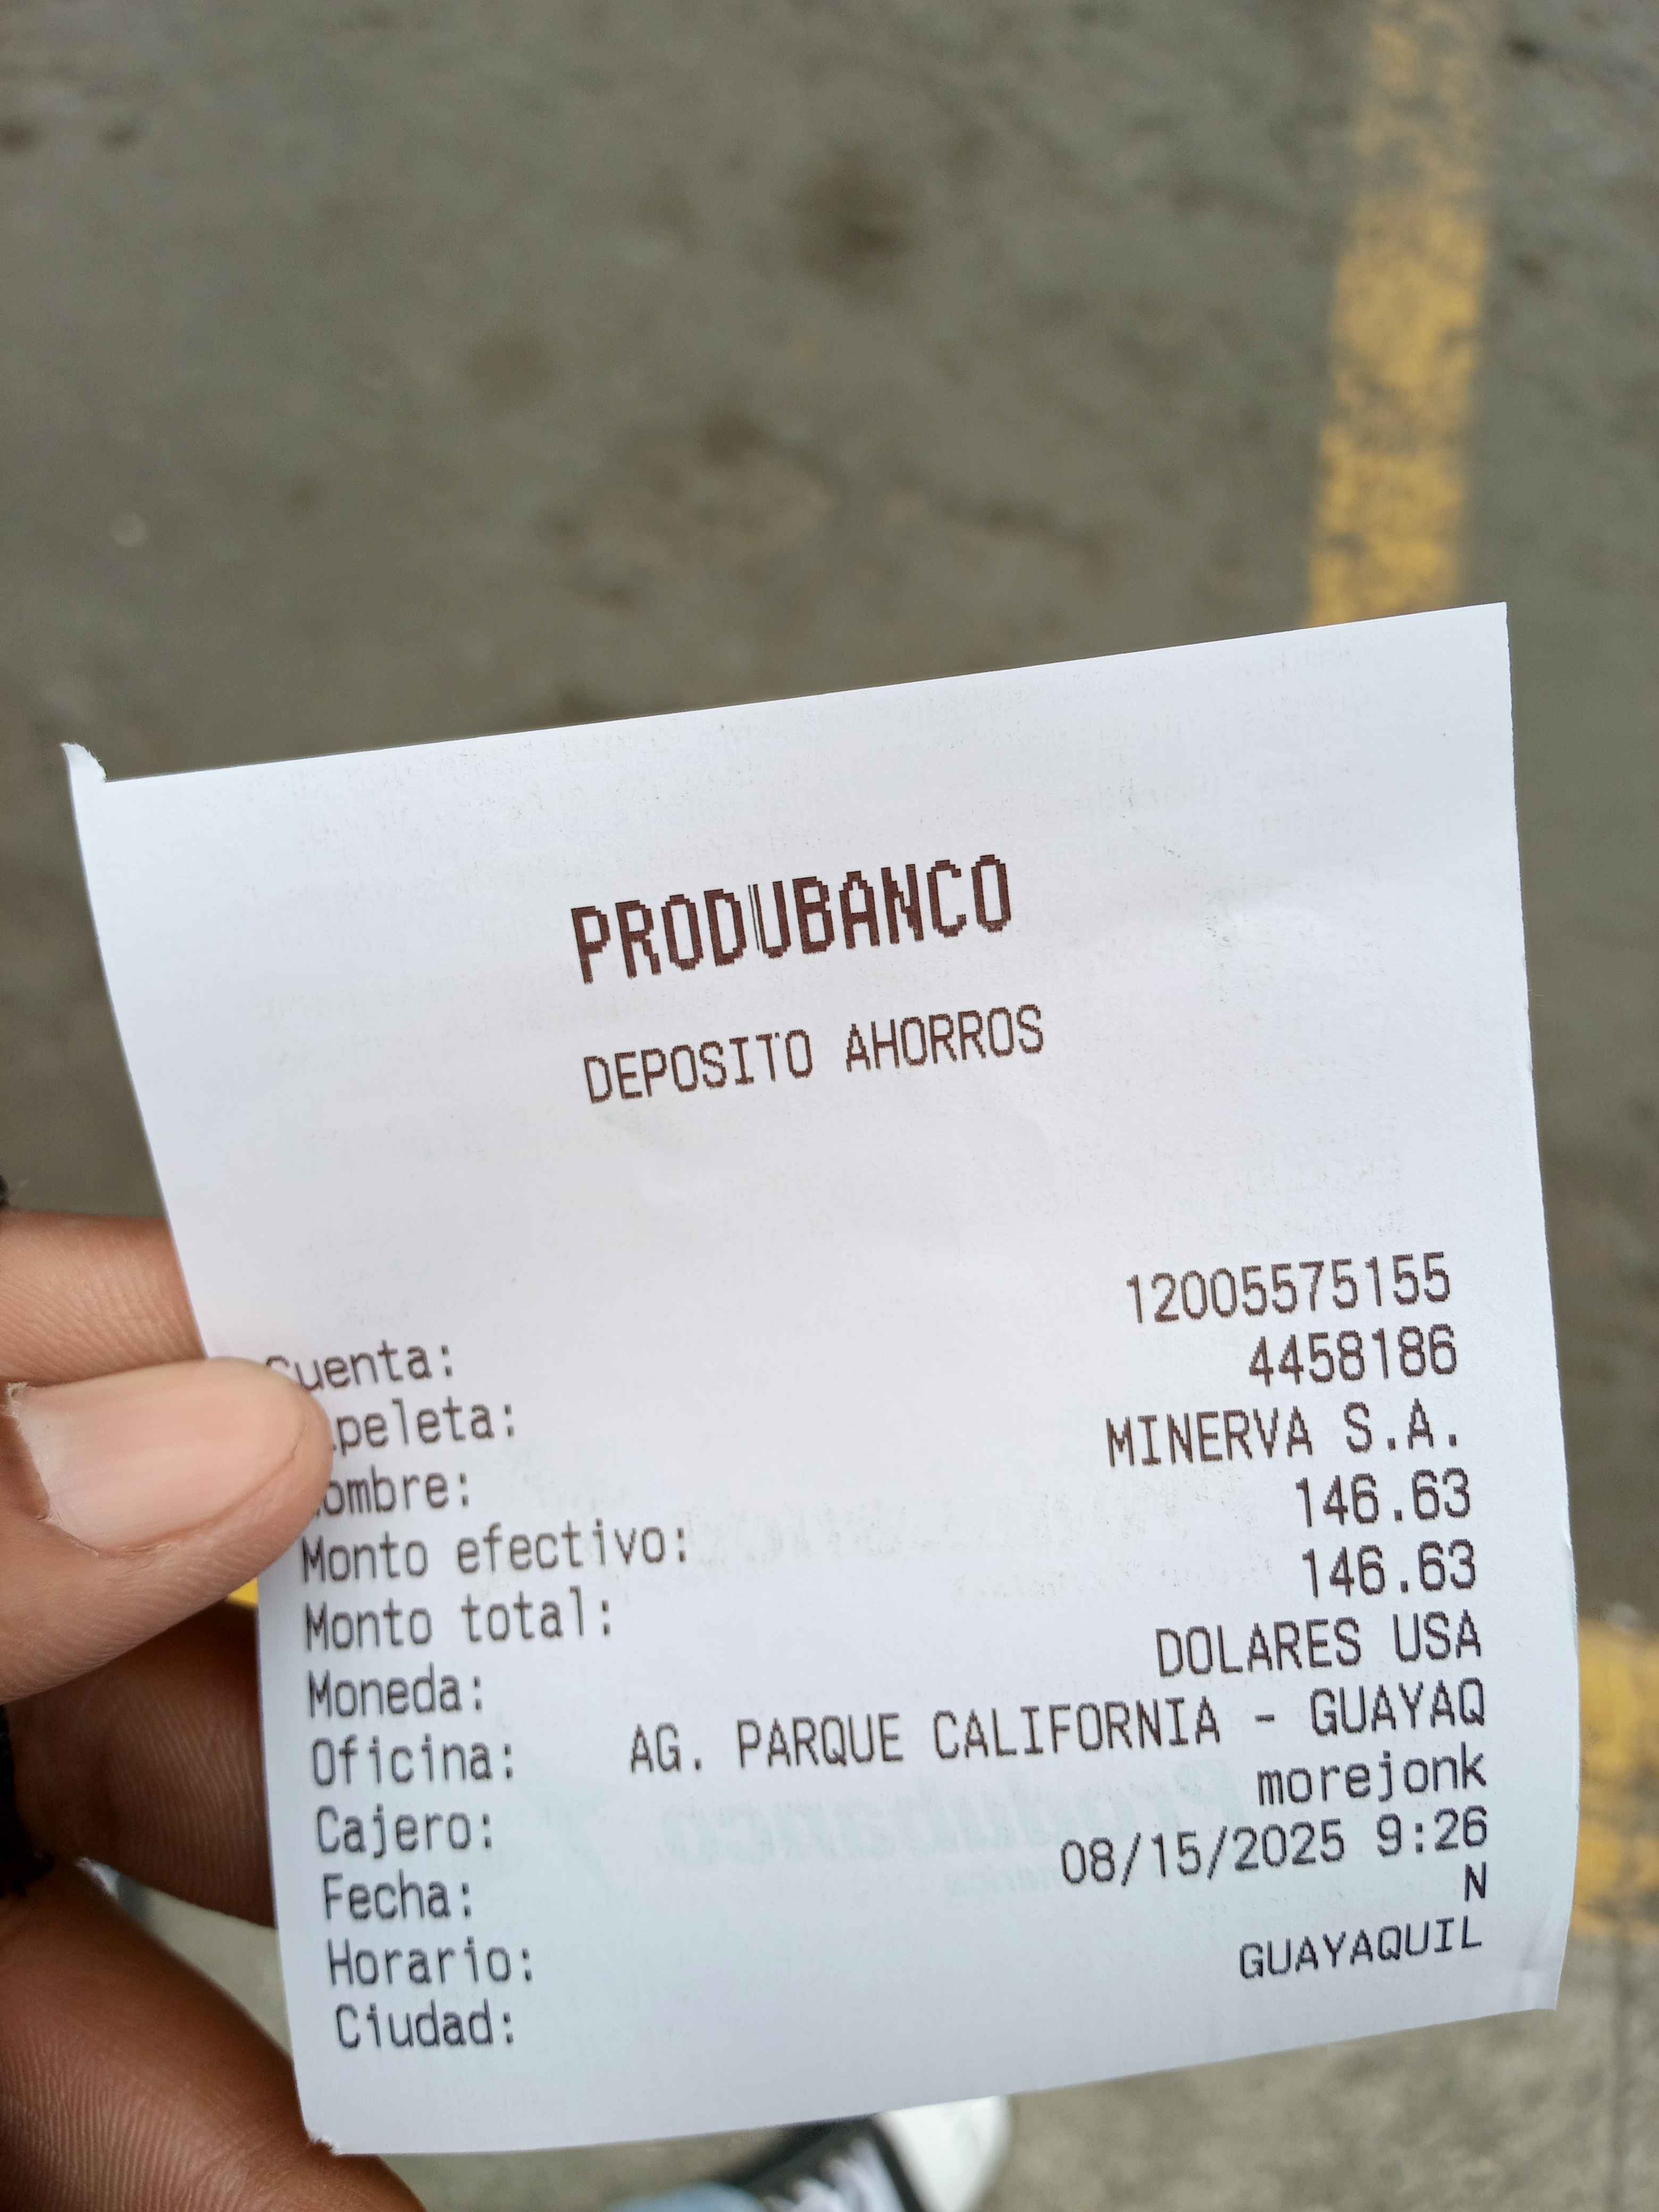 PRODUBANCO
DEPOSITO AHORROS
Cuenta: 12005575155
peleta: 4458186
ombre: MINERVA S.A.
Monto efectivo: 146.63
Monto total: 146.63
Moneda: DOLARES USA
Oficina: AG. PARQUE CALIFORNIA - GUAYAQ
Cajero: morejonk
Fecha: 08/15/2025 9:26
Horario: N
Ciudad: GUAYAQUIL